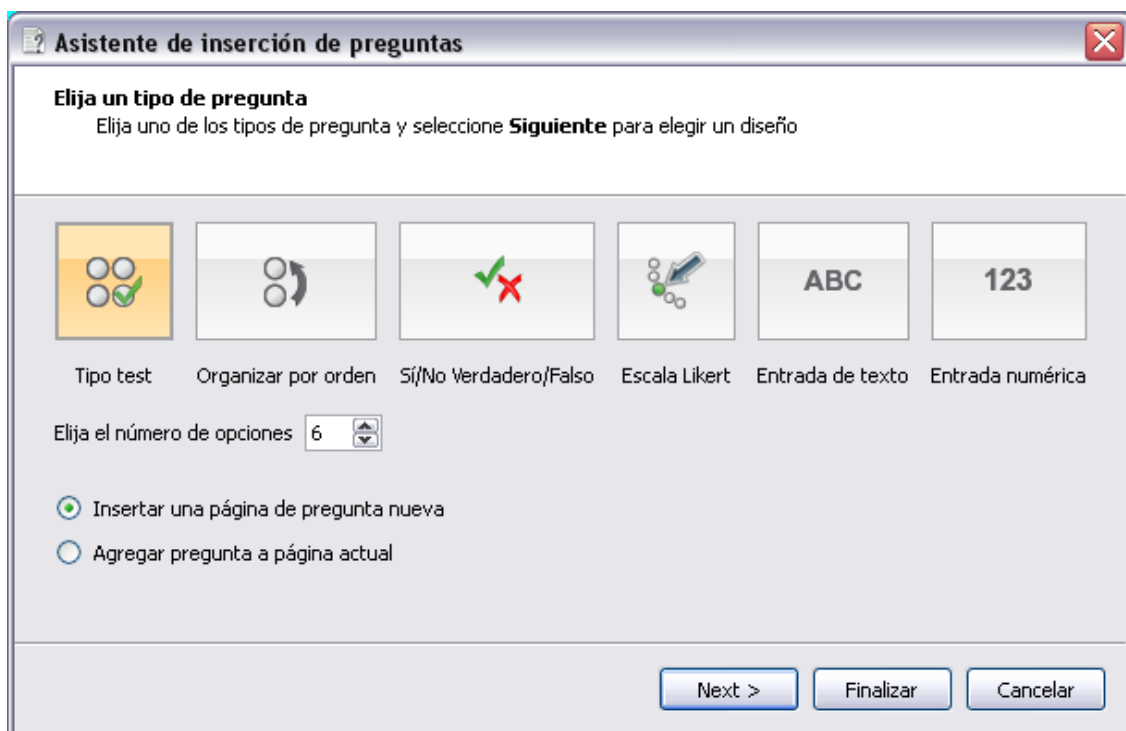 Asistente de inserción de preguntas
Elija un tipo de pregunta
Elija uno de los tipos de pregunta y seleccione Siguiente para elegir un diseño
ABC
123
Tipo test
Organizar por orden
Sí/No Verdadero/Falso
Escala Likert
Entrada de texto
Entrada numérica
Elija el número de opciones 6
Insertar una página de pregunta nueva
Agregar pregunta a página actual
Next >
Finalizar
Cancelar